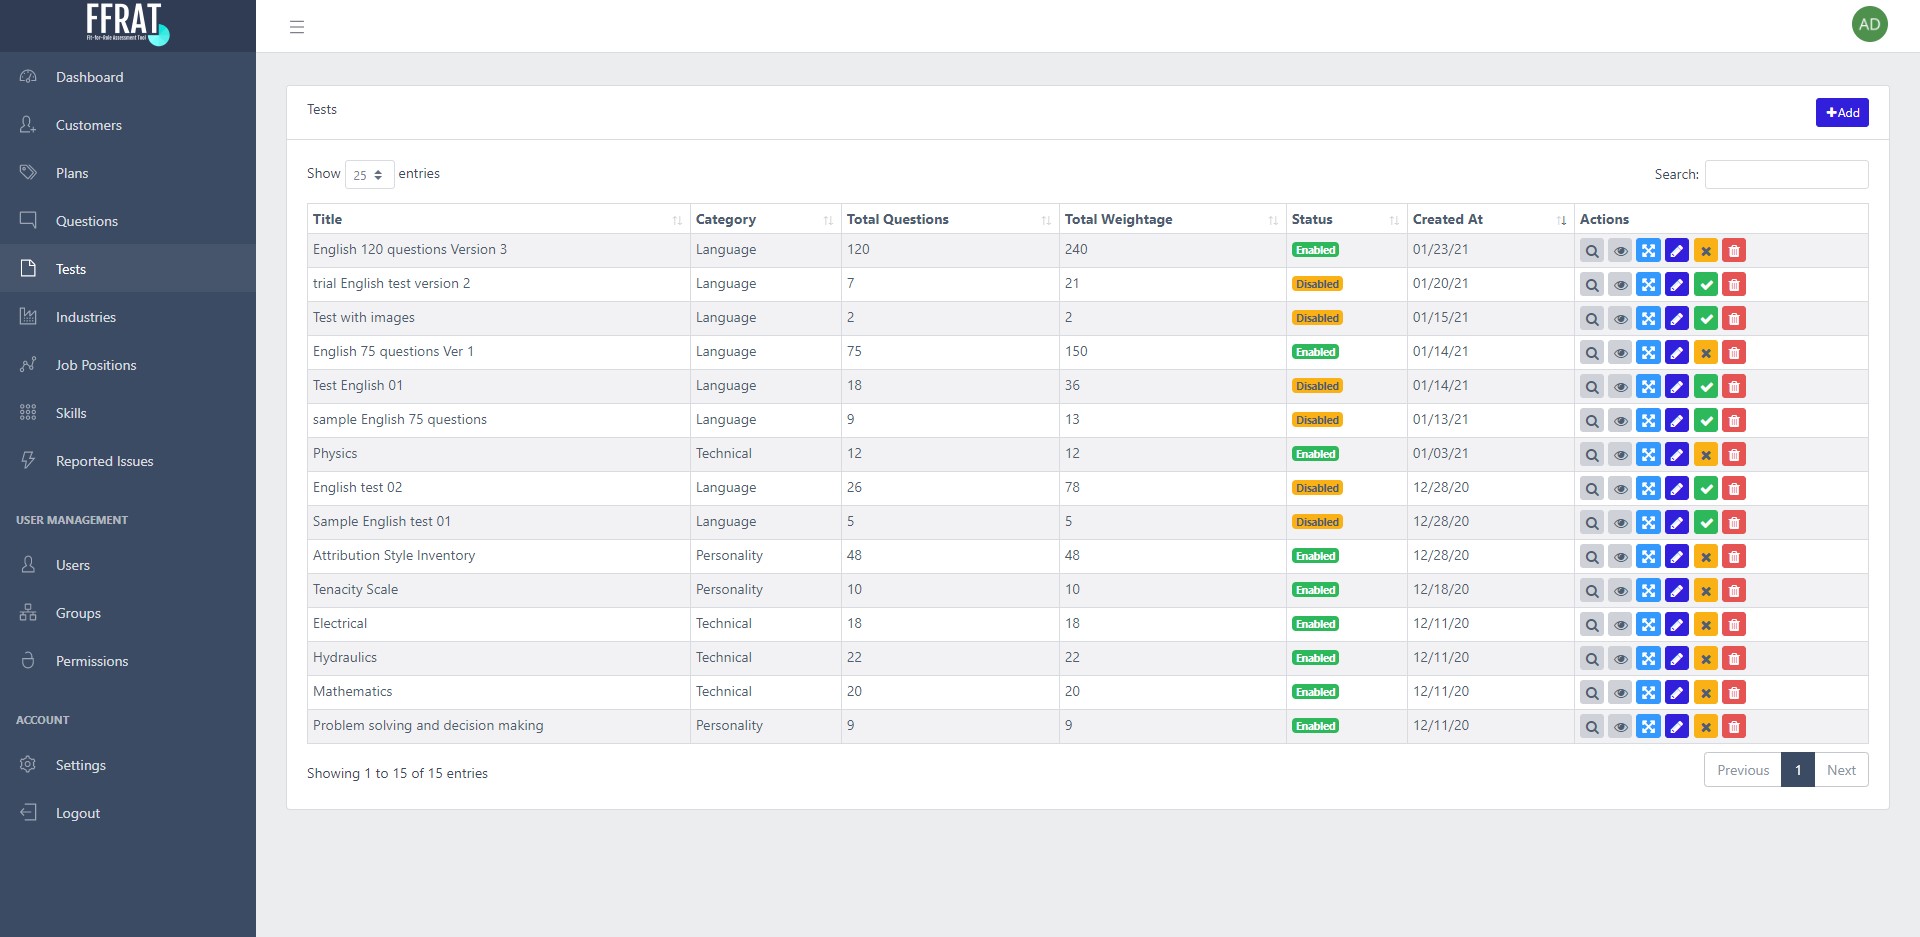 FFRAT
Fit-for-Role Assessment Tool
AD
Dashboard
Customers
Plans
Questions
Tests
Industries
Job Positions
Skills
Reported Issues
USER MANAGEMENT
Users
Groups
Permissions
ACCOUNT
Settings
Logout
Tests
Add
Show 25 entries
Search:
Title Category Total Questions Total Weightage Status Created At Actions
English 120 questions Version 3 Language 120 240 Enabled 01/23/21
trial English test version 2 Language 7 21 Disabled 01/20/21
Test with images Language 2 2 Disabled 01/15/21
English 75 questions Ver 1 Language 75 150 Enabled 01/14/21
Test English 01 Language 18 36 Disabled 01/14/21
sample English 75 questions Language 9 13 Disabled 01/13/21
Physics Technical 12 12 Enabled 01/03/21
English test 02 Language 26 78 Disabled 12/28/20
Sample English test 01 Language 5 5 Disabled 12/28/20
Attribution Style Inventory Personality 48 48 Enabled 12/28/20
Tenacity Scale Personality 10 10 Enabled 12/18/20
Electrical Technical 18 18 Enabled 12/11/20
Hydraulics Technical 22 22 Enabled 12/11/20
Mathematics Technical 20 20 Enabled 12/11/20
Problem solving and decision making Personality 9 9 Enabled 12/11/20
Showing 1 to 15 of 15 entries
Previous 1 Next